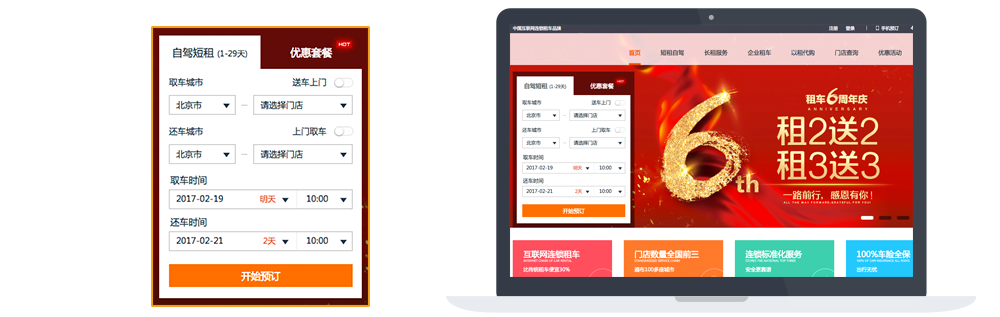 自驾短租 (1-29天)
优惠套餐
HOT
取车城市
送车上门
北京市
请选择门店
还车城市
上门取车
北京市
请选择门店
取车时间
2017-02-19 明天 10:00
还车时间
2017-02-21 2天 10:00
开始预订
中国互联网连锁租车品牌
注册 登录 手机预订
首页 短租自驾 长租服务 企业租车 以租代购 门店查询 优惠活动
自驾短租 (1-29天)
优惠套餐
HOT
取车城市
送车上门
北京市
请选择门店
还车城市
上门取车
北京市
请选择门店
取车时间
2017-02-19 明天 10:00
还车时间
2017-02-21 2天 10:00
开始预订
6th
租车6周年庆
ANNIVERSARY
租2送2
租3送3
一路前行，感恩有你！
ALL THE WAY FORWARD, GRATEFUL FOR YOU!
互联网连锁租车
比传统租车便宜30%
门店数量全国前三
遍布100多座城市
连锁标准化服务
安全更靠谱
100%车险全保
出行无忧